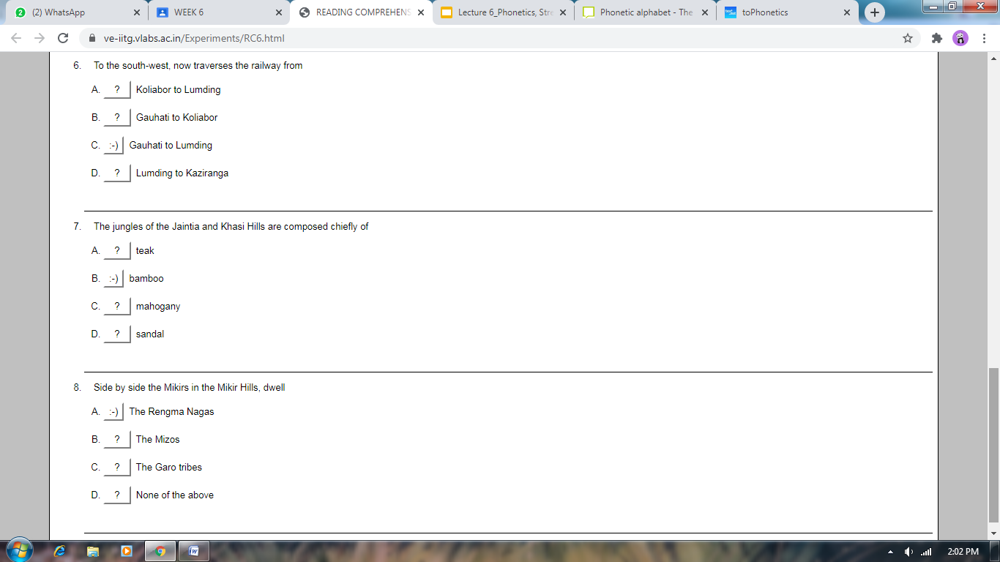 (2) WhatsApp
WEEK 6
READING COMPREHENS
Lecture 6_Phonetics, Stre
Phonetic alphabet - The
toPhonetics
ve-iitg.vlabs.ac.in/Experiments/RC6.html
6. To the south-west, now traverses the railway from
A. ? Koliabor to Lumding
B. ? Gauhati to Koliabor
C. :-) Gauhati to Lumding
D. ? Lumding to Kaziranga
7. The jungles of the Jaintia and Khasi Hills are composed chiefly of
A. ? teak
B. :-) bamboo
C. ? mahogany
D. ? sandal
8. Side by side the Mikirs in the Mikir Hills, dwell
A. :-) The Rengma Nagas
B. ? The Mizos
C. ? The Garo tribes
D. ? None of the above
2:02 PM